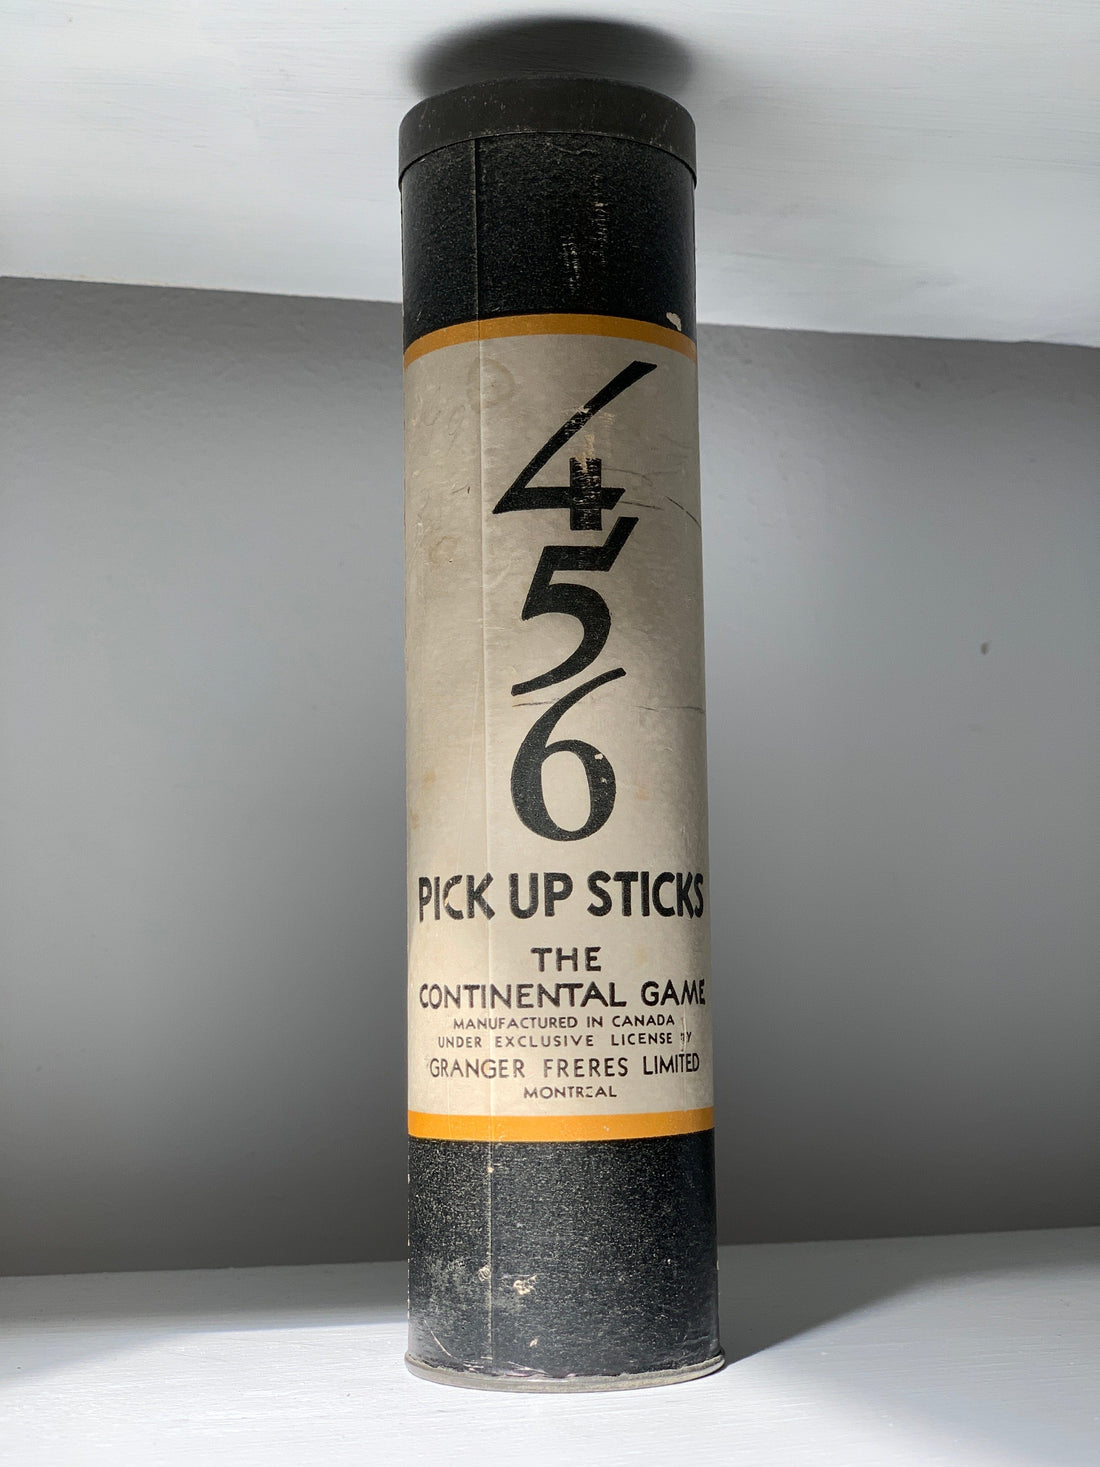 4
5
6
PICK UP STICKS
THE
CONTINENTAL GAME
MANUFACTURED IN CANADA
UNDER EXCLUSIVE LICENSE BY
GRANGER FRERES LIMITED
MONTREAL